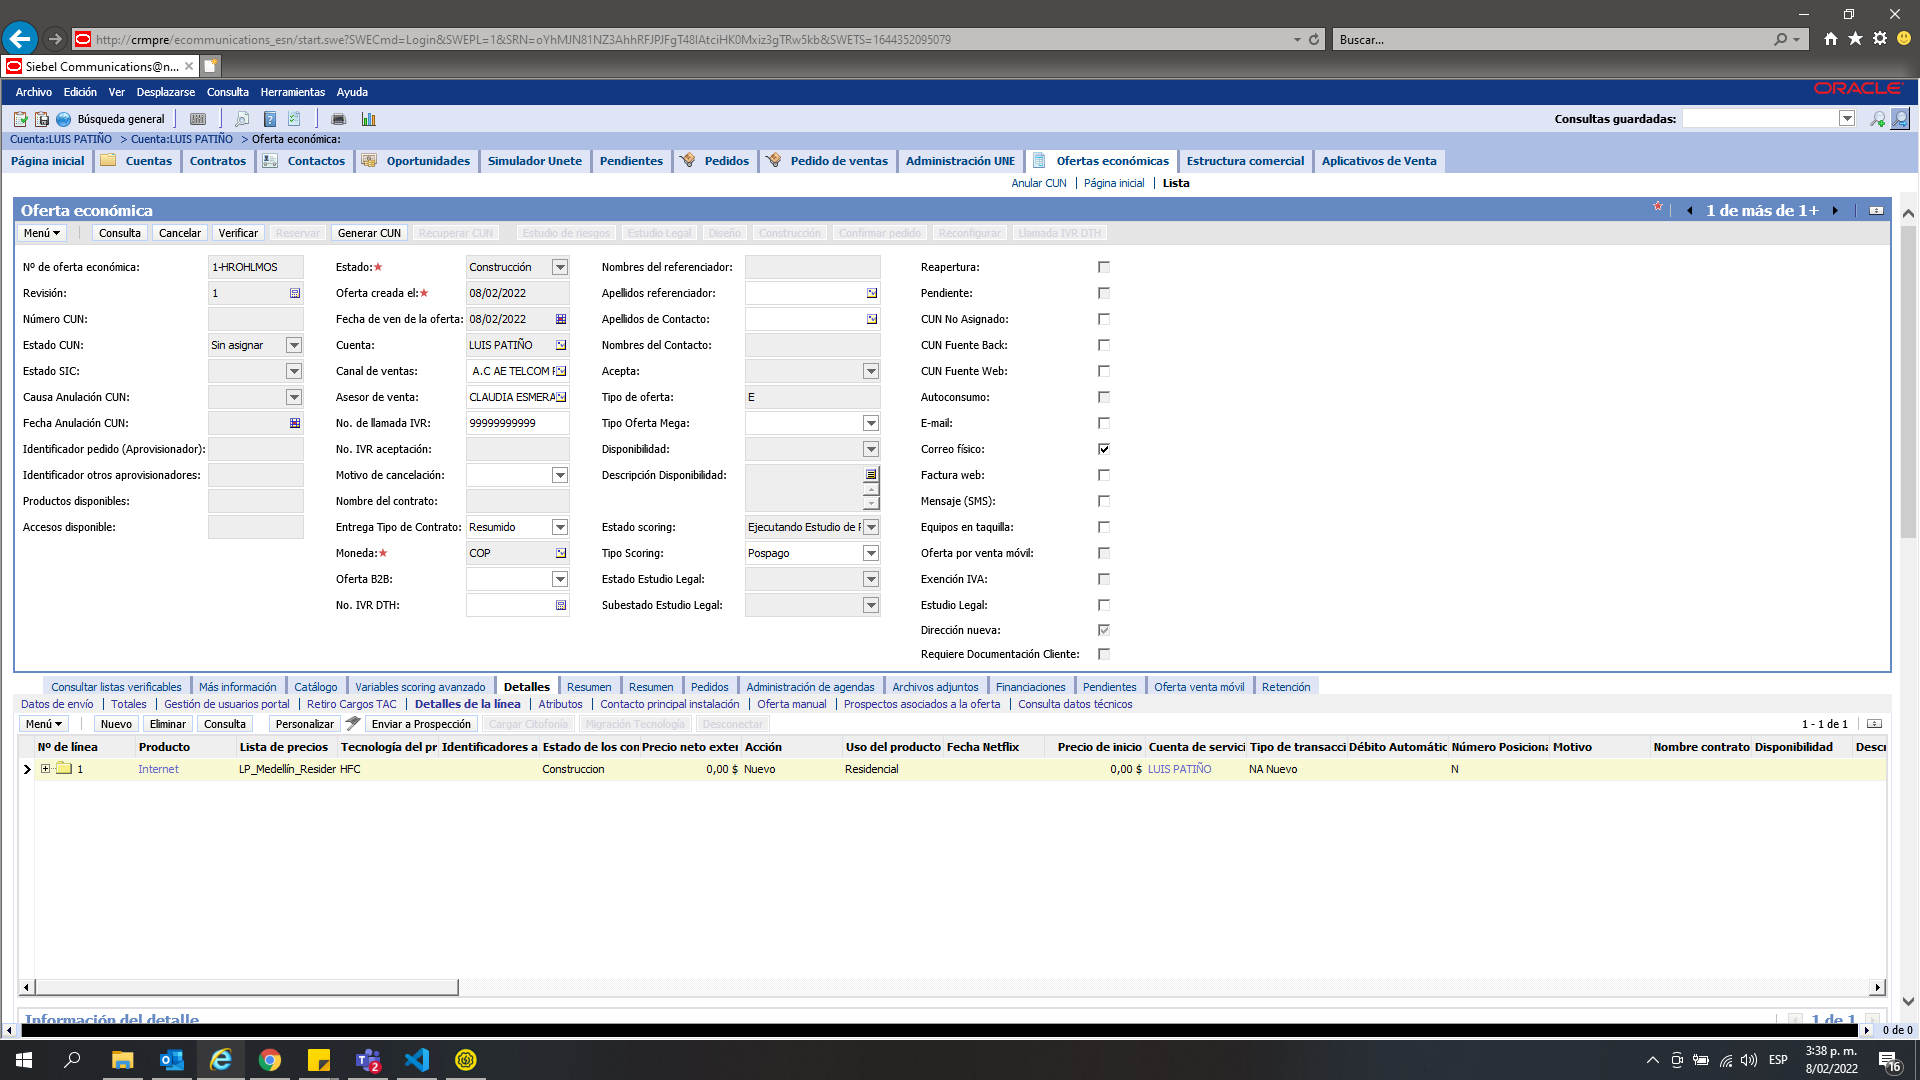 http://crmpre/ecommunications_esn/start.swe?SWECmd=Login&SWEPL=1&SRN=oYhMJN81NZ3AhhRFJPJFgT48IAtciHK0Mxiz3gTRw5kb&SWETS=1644352095079
Buscar...
Siebel Communications@n...
Archivo Edición Ver Desplazarse Consulta Herramientas Ayuda
ORACLE
Búsqueda general
Consultas guardadas:
Cuenta:LUIS PATIÑO > Cuenta:LUIS PATIÑO > Oferta económica:
Página inicial Cuentas Contratos Contactos Oportunidades Simulador Unete Pendientes Pedidos Pedido de ventas Administración UNE Ofertas económicas Estructura comercial Aplicativos de Venta
Anular CUN Página inicial Lista
Oferta económica
1 de más de 1+
Menú Consulta Cancelar Verificar Reservar Generar CUN Recuperar CUN Estudio de riesgos Estudio Legal Diseño Construcción Confirmar pedido Reconfigurar Llamada IVR DTH
Nº de oferta económica: 1-HROHLMOS Estado: Construcción Nombres del referenciador: Reapertura:
Revisión: 1 Oferta creada el: 08/02/2022 Apellidos referenciador: Pendiente:
Número CUN: Fecha de ven de la oferta: 08/02/2022 Apellidos de Contacto: CUN No Asignado:
Estado CUN: Sin asignar Cuenta: LUIS PATIÑO Nombres del Contacto: CUN Fuente Back:
Estado SIC: Canal de ventas: A.C AE TELCOM Acepta: CUN Fuente Web:
Causa Anulación CUN: Asesor de venta: CLAUDIA ESMERA Tipo de oferta: E Autoconsumo:
Fecha Anulación CUN: No. de llamada IVR: 99999999999 Tipo Oferta Mega: E-mail:
Identificador pedido (Aprovisionador): No. IVR aceptación: Disponibilidad: Correo físico:
Identificador otros aprovisionadores: Motivo de cancelación: Descripción Disponibilidad: Factura web:
Productos disponibles: Nombre del contrato: Mensaje (SMS):
Accesos disponible: Entrega Tipo de Contrato: Resumido Estado scoring: Ejecutando Estudio de Equipos en taquilla:
Moneda: COP Tipo Scoring: Pospago Oferta por venta móvil:
Oferta B2B: Estado Estudio Legal: Exención IVA:
No. IVR DTH: Subestado Estudio Legal: Estudio Legal:
Dirección nueva:
Requiere Documentación Cliente:
Consultar listas verificables Más información Catálogo Variables scoring avanzado Detalles Resumen Resumen Pedidos Administración de agendas Archivos adjuntos Financiaciones Pendientes Oferta venta móvil Retención
Datos de envío Totales Gestión de usuarios portal Retiro Cargos TAC Detalles de la línea Atributos Contacto principal instalación Oferta manual Prospectos asociados a la oferta Consulta datos técnicos
Menú Nuevo Eliminar Consulta Personalizar Enviar a Prospección Cargar Citofonía Migración Tecnología Desconectar
1 - 1 de 1
Nº de línea Producto Lista de precios Tecnología del pr Identificadores a Estado de los con Precio neto exter Acción Uso del producto Fecha Netflix Precio de inicio Cuenta de servici Tipo de transacci Débito Automátic Número Posiciona Motivo Nombre contrato Disponibilidad Descr
1 Internet LP_Medellín_Resider HFC Construccion 0,00 $ Nuevo Residencial 0,00 $ LUIS PATIÑO NA Nuevo N
Información del detalle
1 de 1
0 de 0
2
ESP
3:38 p. m.
8/02/2022
16